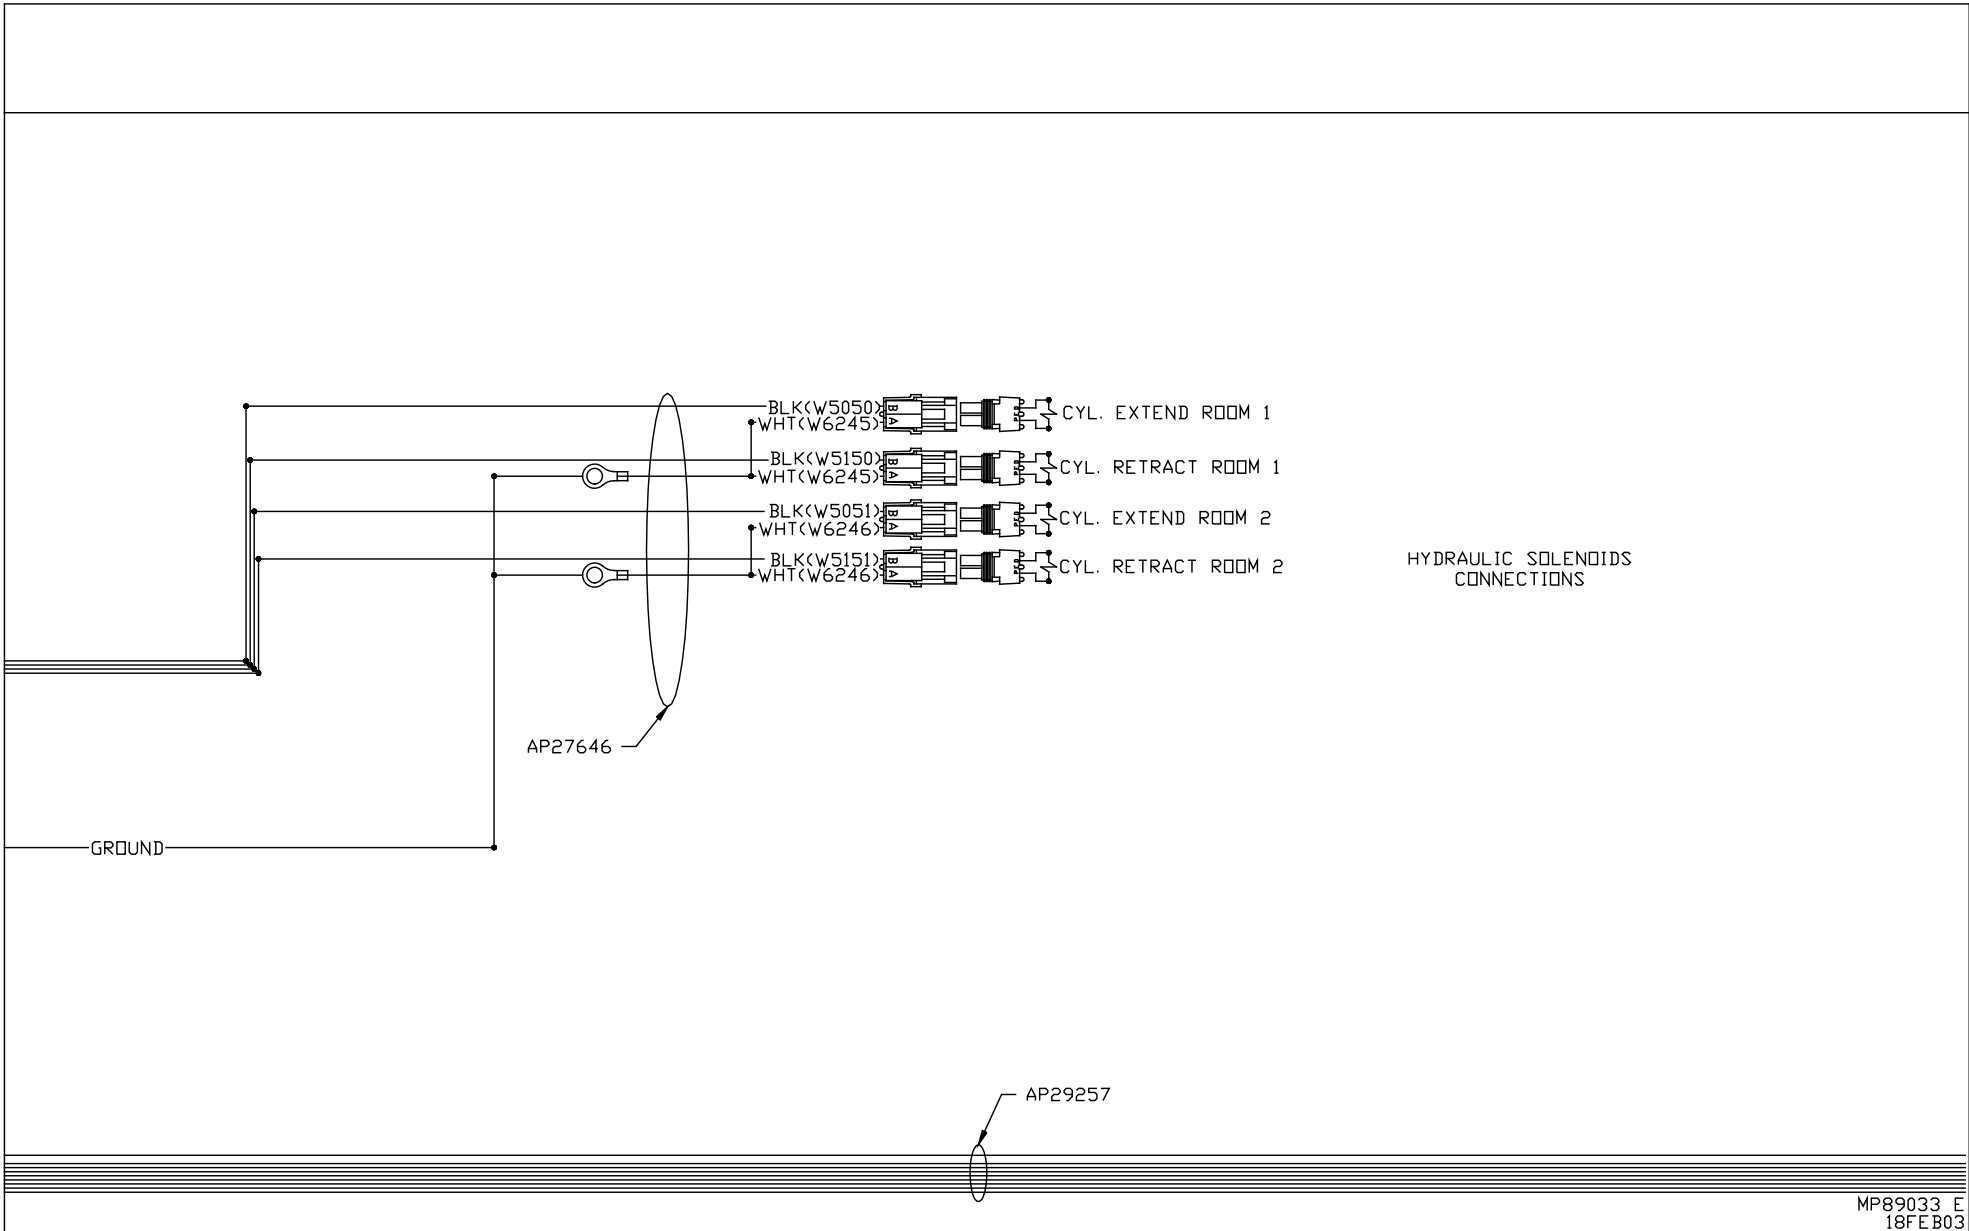 BLK(W5050) B CYL. EXTEND ROOM 1
WHT(W6245) A
BLK(W5150) B CYL. RETRACT ROOM 1
WHT(W6245) A
BLK(W5051) B CYL. EXTEND ROOM 2
WHT(W6246) A
BLK(W5151) B CYL. RETRACT ROOM 2
WHT(W6246) A
HYDRAULIC SOLENOIDS
CONNECTIONS
AP27646
GROUND
AP29257
MP89033 E
18FEB03